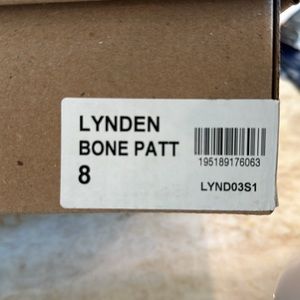 LYNDEN
BONE PATT
8
195189176063
LYND03S1